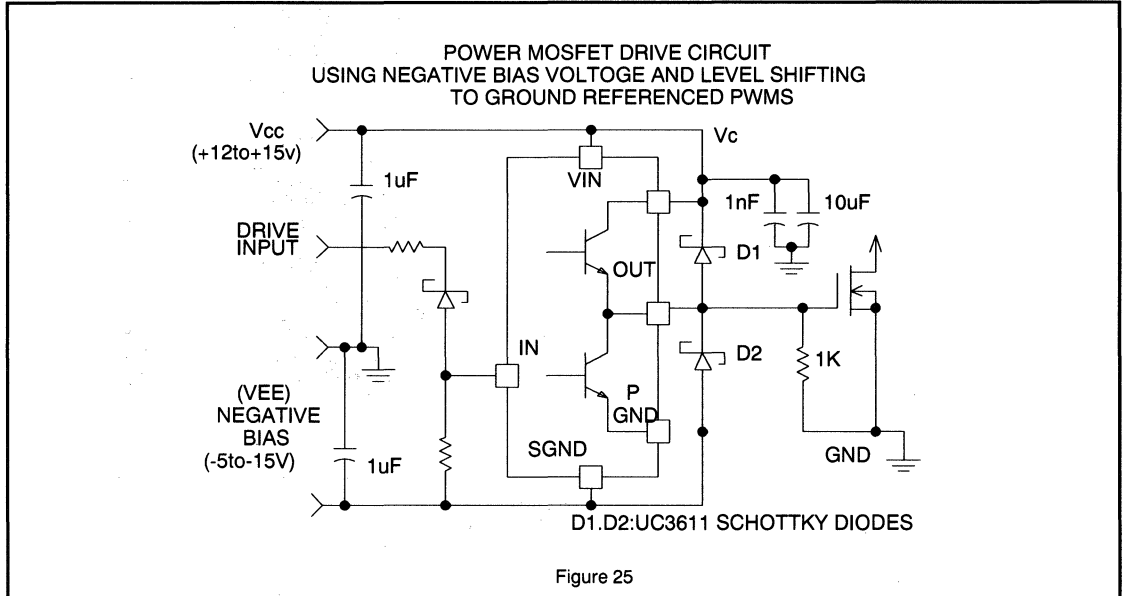 POWER MOSFET DRIVE CIRCUIT
USING NEGATIVE BIAS VOLTOGE AND LEVEL SHIFTING
TO GROUND REFERENCED PWMS
Vcc
(+12to+15v)
Vc
1uF
VIN
1nF
10uF
DRIVE
INPUT
D1
OUT
IN
D2
1K
(VEE)
NEGATIVE
BIAS
(-5to-15V)
P
GND
1uF
SGND
GND
D1.D2:UC3611 SCHOTTKY DIODES
Figure 25